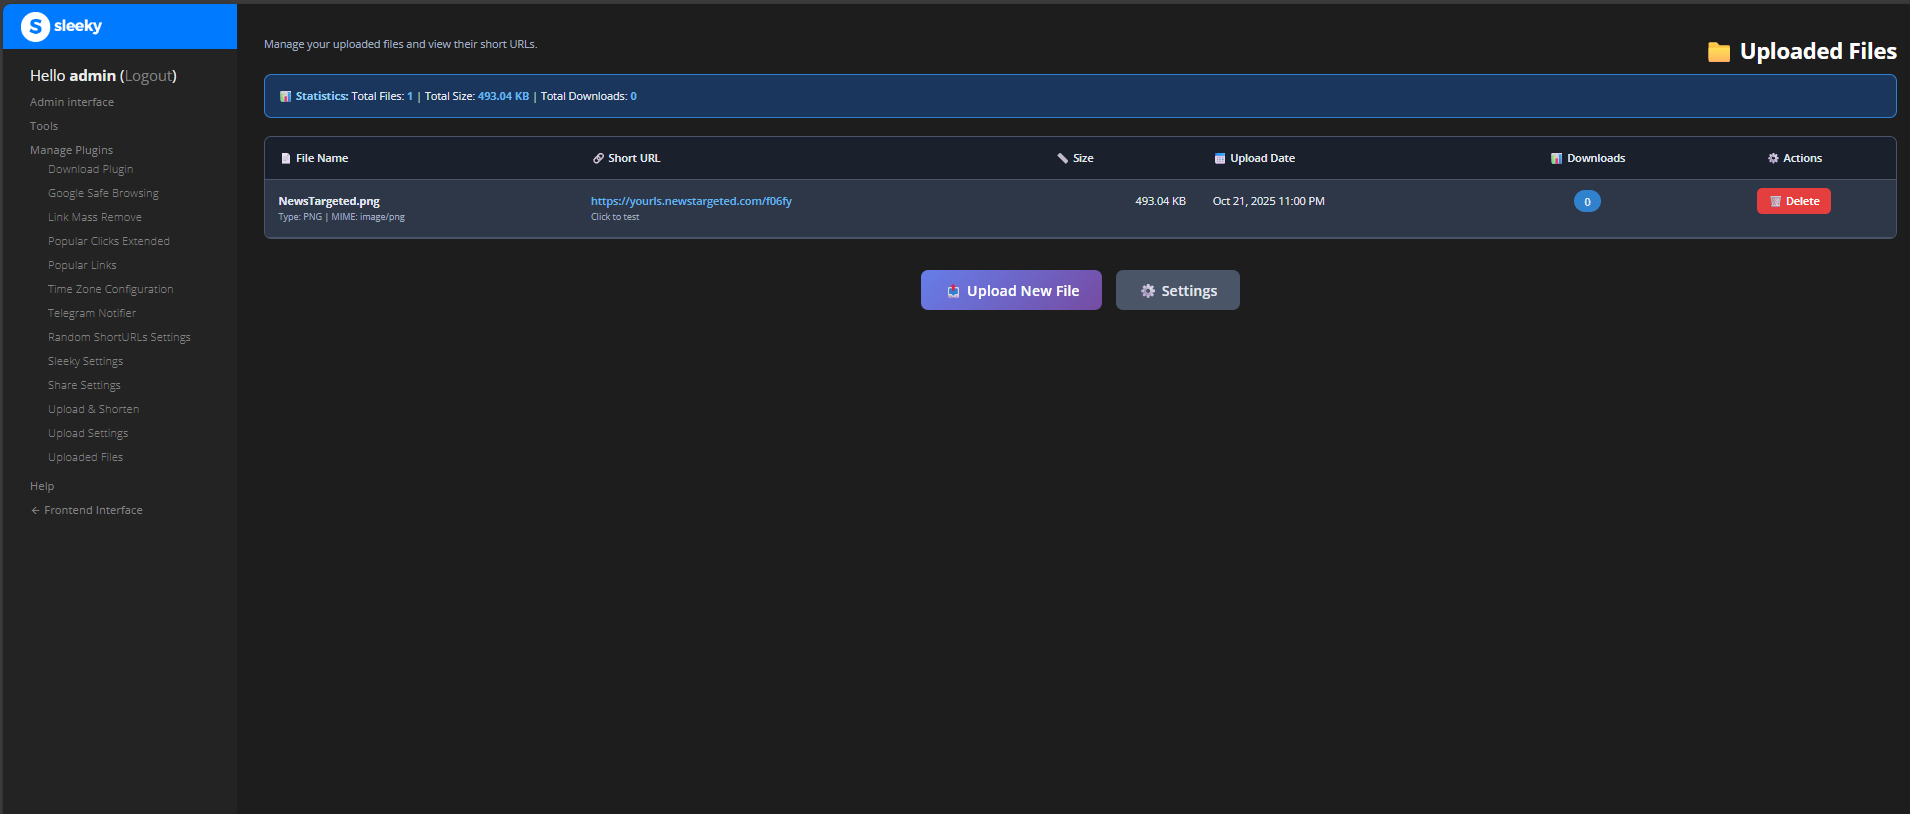 S sleeky
Hello admin (Logout)
Admin interface
Tools
Manage Plugins
Download Plugin
Google Safe Browsing
Link Mass Remove
Popular Clicks Extended
Popular Links
Time Zone Configuration
Telegram Notifier
Random ShortURLs Settings
Sleeky Settings
Share Settings
Upload & Shorten
Upload Settings
Uploaded Files
Help
← Frontend Interface
Manage your uploaded files and view their short URLs.
Uploaded Files
Statistics: Total Files: 1 | Total Size: 493.04 KB | Total Downloads: 0
File Name Short URL Size Upload Date Downloads Actions
NewsTargeted.png https://yourls.newstargeted.com/f06fy 493.04 KB Oct 21, 2025 11:00 PM 0 Delete
Type: PNG | MIME: image/png Click to test
Upload New File Settings